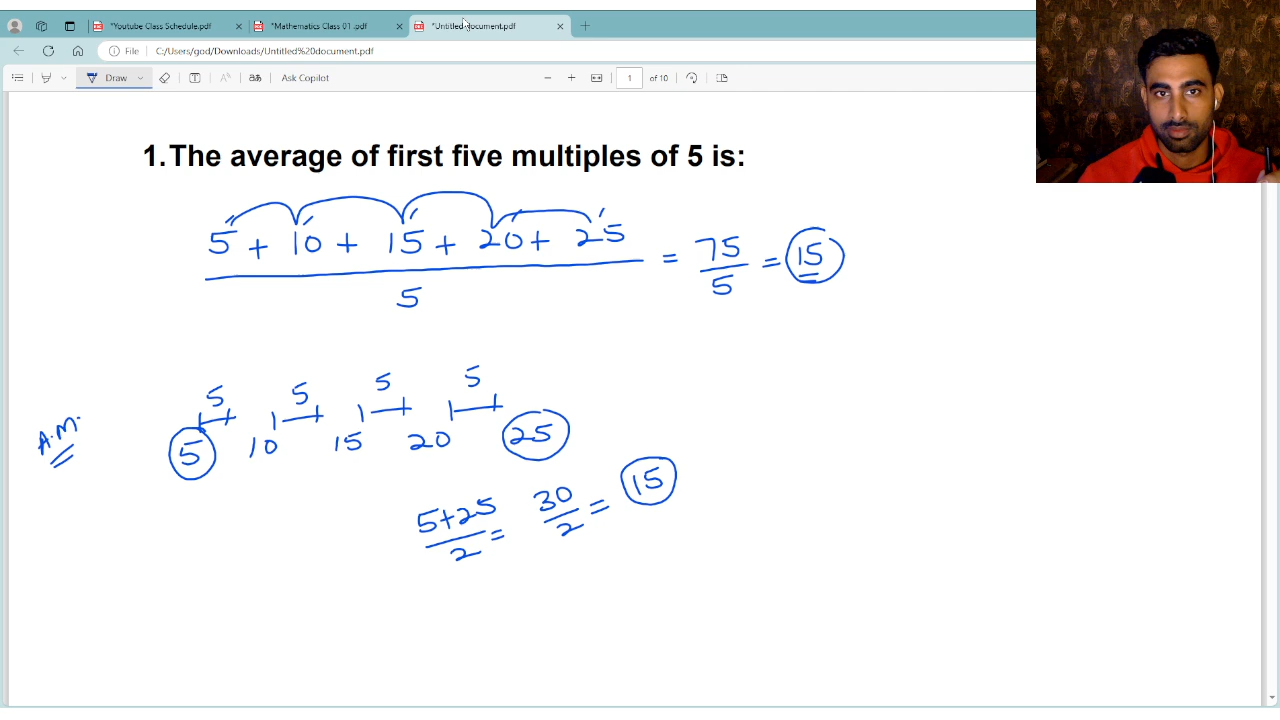 *Youtube Class Schedule.pdf *Mathematics Class 01 .pdf *Untitled document.pdf
File C:/Users/god/Downloads/Untitled%20document.pdf
Draw aあ Ask Copilot 1 of 10
1. The average of first five multiples of 5 is:
5 + 10 + 15 + 20 + 25
5
= 75/5 = 15
5 5 5 5
A.M. 5 10 15 20 25
5+25/2 = 30/2 = 15